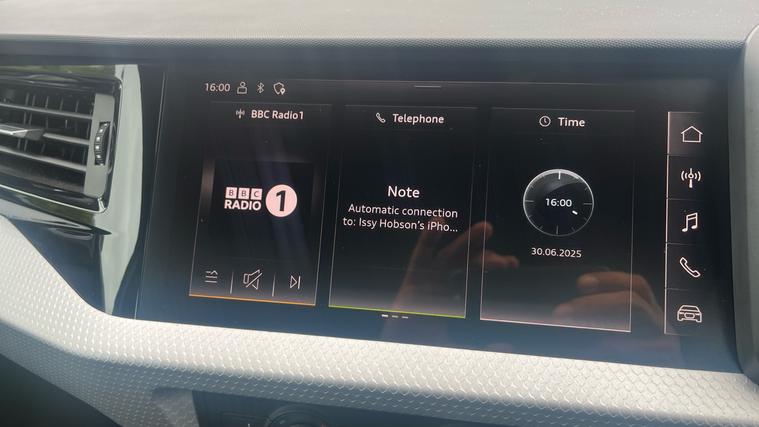 16:00
BBC Radio1
Telephone
Time
BBC
RADIO 1
Note
Automatic connection
to: Issy Hobson's iPho...
16:00
30.06.2025